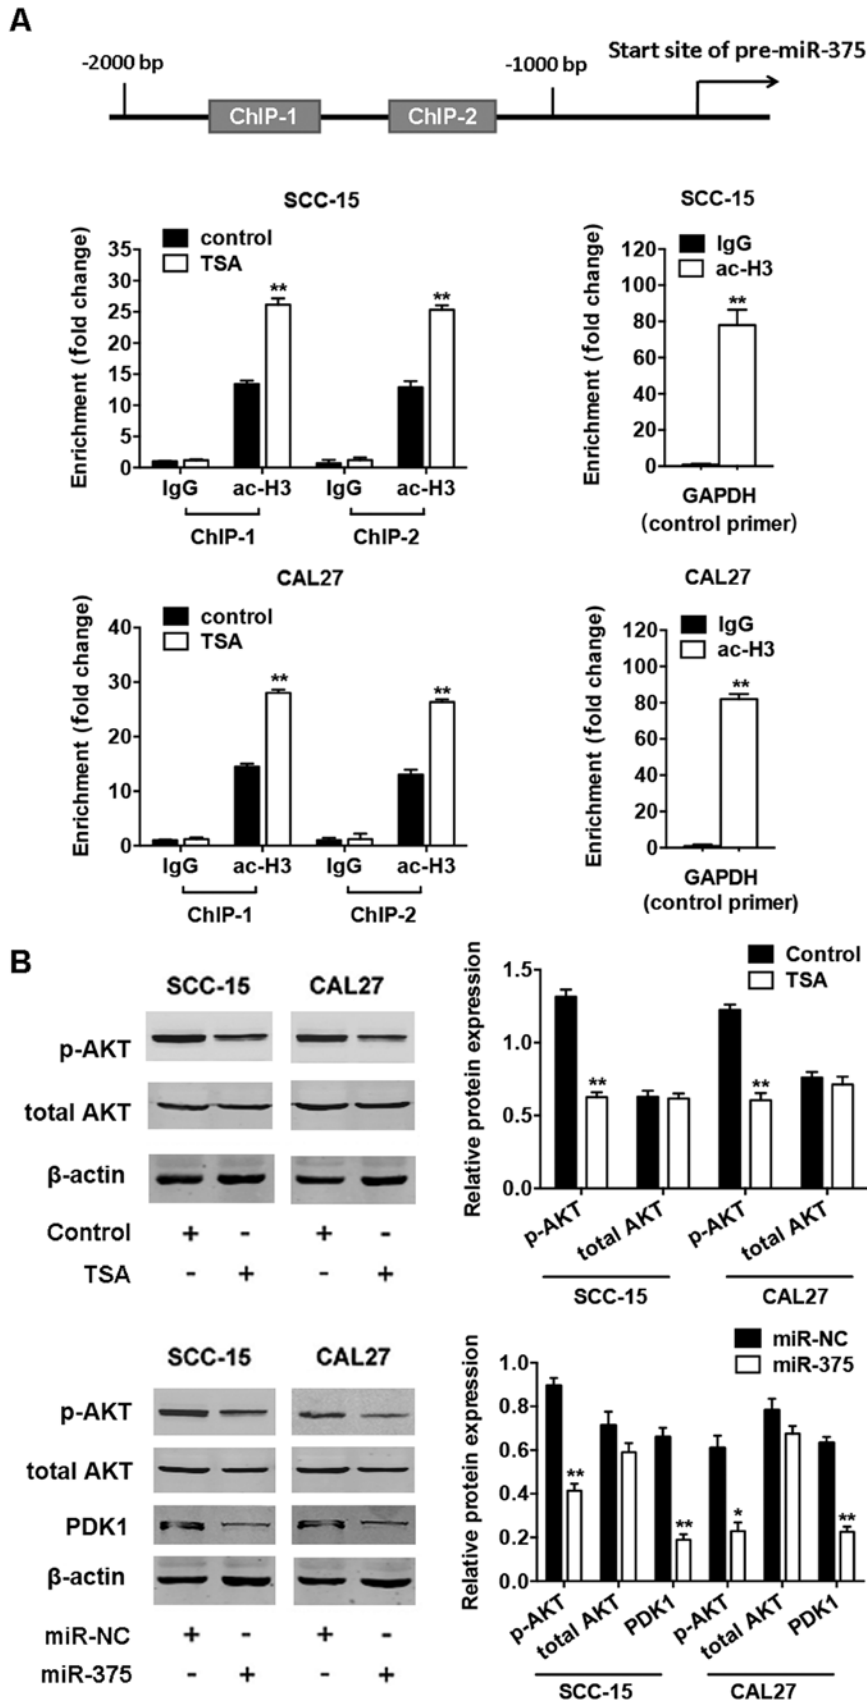 A
-2000 bp
-1000 bp
Start site of pre-miR-375
ChIP-1
ChIP-2
SCC-15
control
TSA
Enrichment (fold change)
35
30
25
20
15
10
5
0
**
**
IgG
ac-H3
IgG
ac-H3
ChIP-1
ChIP-2
SCC-15
IgG
ac-H3
Enrichment (fold change)
120
100
80
60
40
20
0
**
GAPDH
(control primer)
CAL27
control
TSA
Enrichment (fold change)
40
30
20
10
0
**
**
IgG
ac-H3
IgG
ac-H3
ChIP-1
ChIP-2
CAL27
IgG
ac-H3
Enrichment (fold change)
120
100
80
60
40
20
0
**
GAPDH
(control primer)
B
SCC-15
CAL27
p-AKT
total AKT
β-actin
Control + - + -
TSA - + - +
Control
TSA
Relative protein expression
1.5
1.0
0.5
0.0
**
**
p-AKT
total AKT
p-AKT
total AKT
SCC-15
CAL27
SCC-15
CAL27
p-AKT
total AKT
PDK1
β-actin
miR-NC + - + -
miR-375 - + - +
miR-NC
miR-375
Relative protein expression
1.0
0.8
0.6
0.4
0.2
0.0
**
**
*
**
p-AKT
total AKT
PDK1
p-AKT
total AKT
PDK1
SCC-15
CAL27